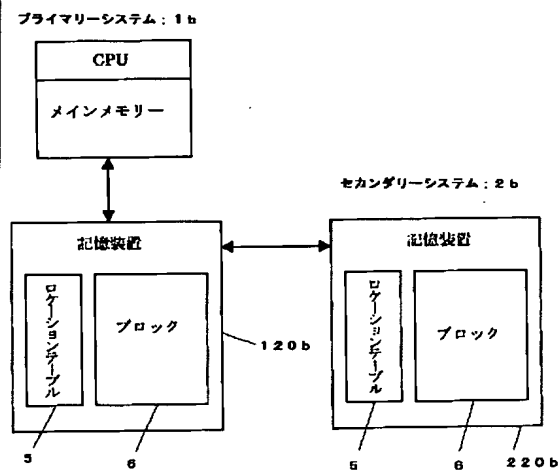 プライマリーシステム：1b
CPU
メインメモリー
セカンダリーシステム：2b
記憶装置
ロケーションテーブル
ブロック
120b
5
6
記憶装置
ロケーションテーブル
ブロック
5
6
220b